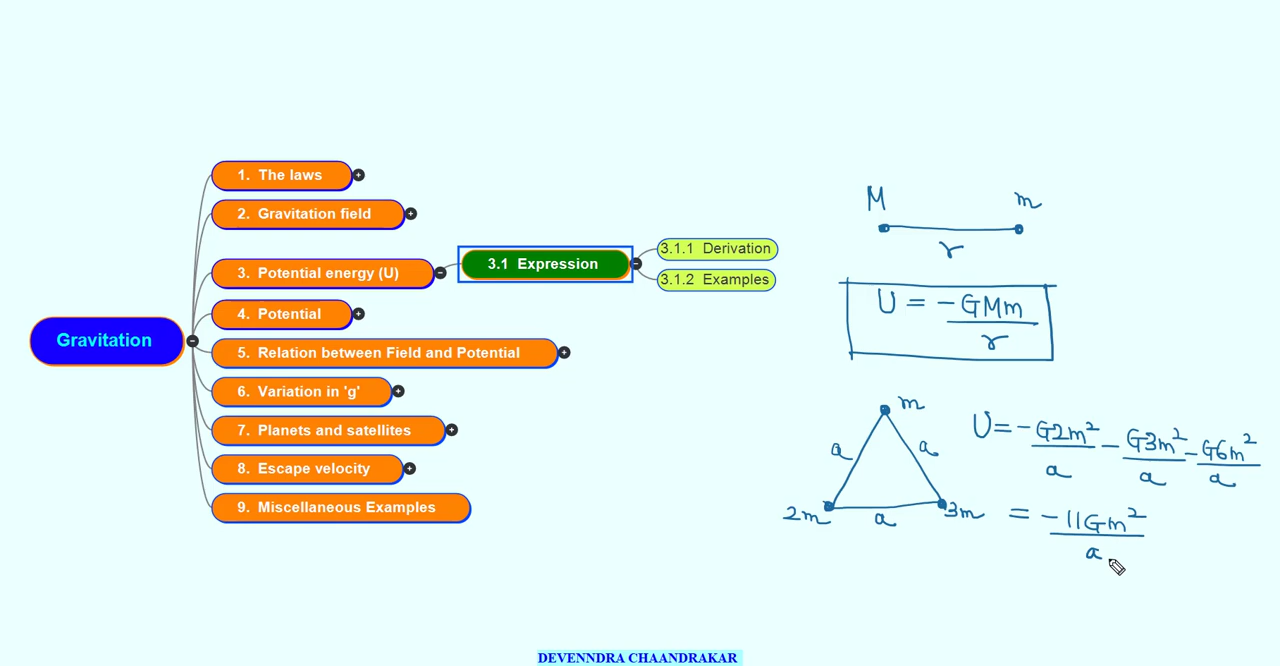 Gravitation
1. The laws
2. Gravitation field
3. Potential energy (U)
3.1 Expression
3.1.1 Derivation
3.1.2 Examples
4. Potential
5. Relation between Field and Potential
6. Variation in 'g'
7. Planets and satellites
8. Escape velocity
9. Miscellaneous Examples
M m
r
U = -GMm/r
m
a a
2m a 3m
U = -G2m²/a - G3m²/a - G6m²/a
= -11Gm²/a
DEVENNDRA CHAANDRAKAR